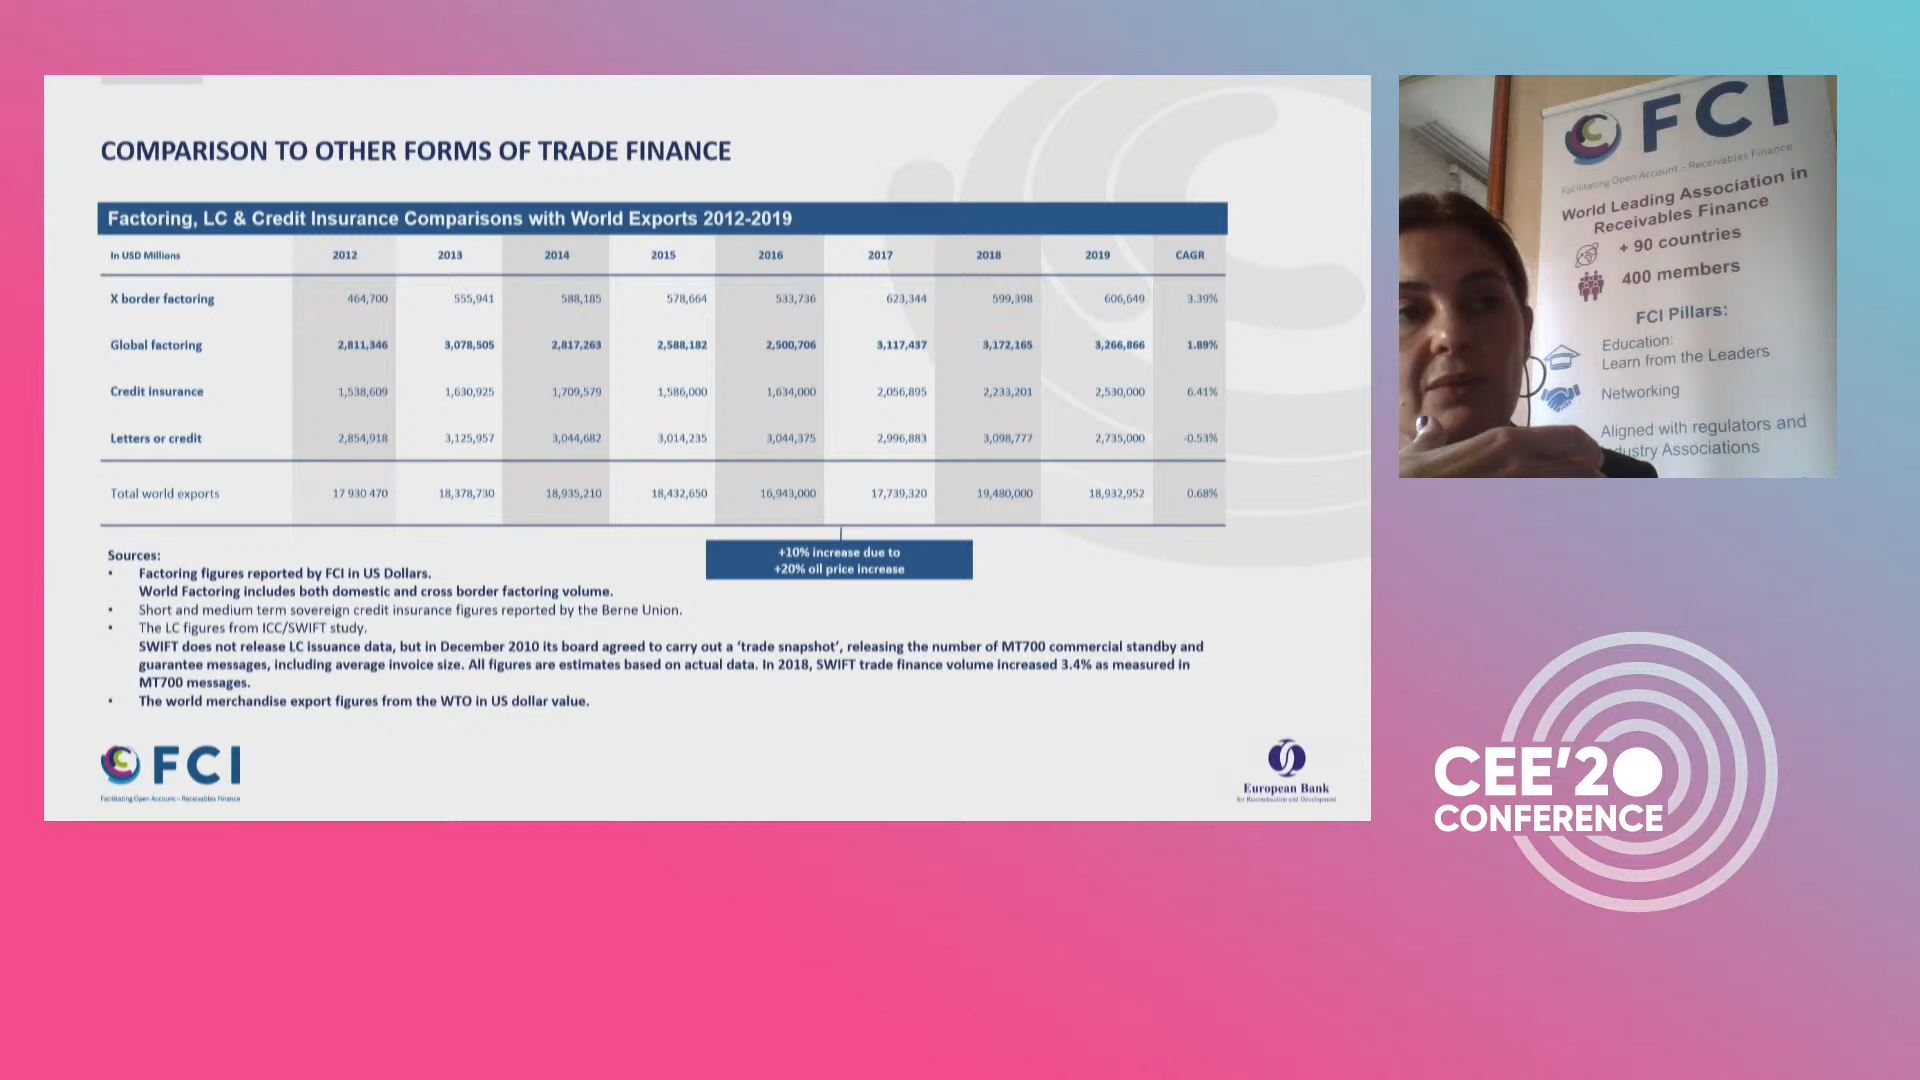 COMPARISON TO OTHER FORMS OF TRADE FINANCE
Factoring, LC & Credit Insurance Comparisons with World Exports 2012-2019
In USD Millions 2012 2013 2014 2015 2016 2017 2018 2019 CAGR
X border factoring 464,700 555,941 588,185 578,664 533,736 623,344 599,398 606,649 3.39%
Global factoring 2,811,346 3,078,505 2,817,263 2,588,182 2,500,706 3,117,437 3,172,165 3,266,866 1.89%
Credit insurance 1,538,609 1,630,925 1,709,579 1,586,000 1,634,000 2,056,895 2,233,201 2,530,000 6.41%
Letters or credit 2,854,918 3,125,957 3,044,682 3,014,235 3,044,375 2,996,883 3,098,777 2,735,000 -0.53%
Total world exports 17 930 470 18,378,730 18,935,210 18,432,650 16,943,000 17,739,320 19,480,000 18,932,952 0.68%
+10% increase due to
+20% oil price increase
Sources:
• Factoring figures reported by FCI in US Dollars.
World Factoring includes both domestic and cross border factoring volume.
• Short and medium term sovereign credit insurance figures reported by the Berne Union.
• The LC figures from ICC/SWIFT study.
SWIFT does not release LC issuance data, but in December 2010 its board agreed to carry out a ‘trade snapshot’, releasing the number of MT700 commercial standby and
guarantee messages, including average invoice size. All figures are estimates based on actual data. In 2018, SWIFT trade finance volume increased 3.4% as measured in
MT700 messages.
• The world merchandise export figures from the WTO in US dollar value.
FCI
Facilitating Open Account – Receivables Finance
European Bank
for Reconstruction and Development
FCI
Facilitating Open Account – Receivables Finance
World Leading Association in
Receivables Finance
+ 90 countries
400 members
FCI Pillars:
Education:
Learn from the Leaders
Networking
Aligned with regulators and
dustry Associations
CEE'20
CONFERENCE